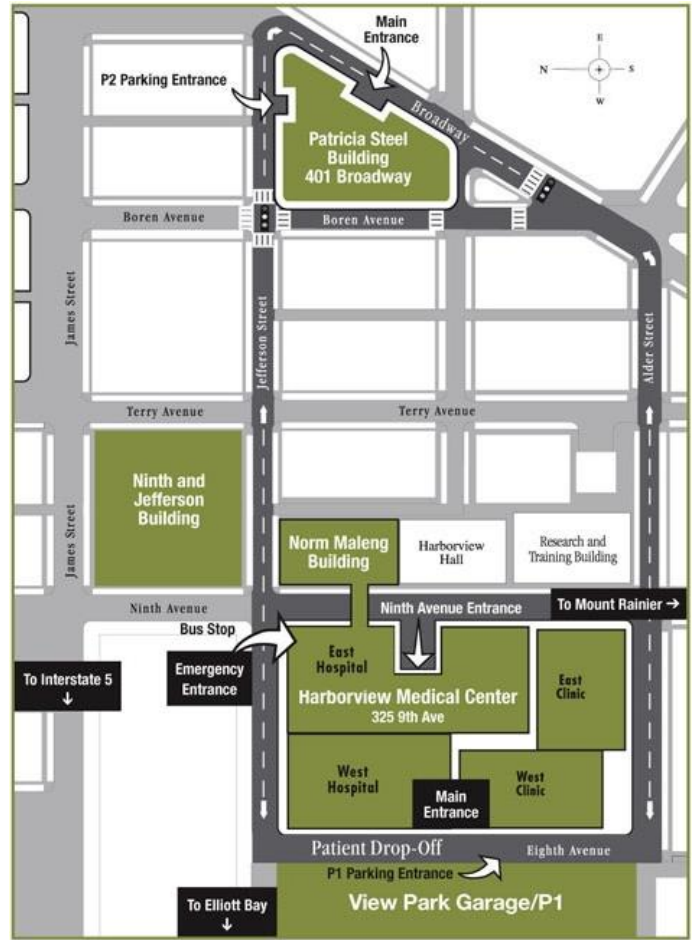 Main
Entrance
E
N
S
W
P2 Parking Entrance
Broadway
Patricia Steel
Building
401 Broadway
Boren Avenue
Boren Avenue
James Street
Jefferson Street
Alder Street
Terry Avenue
Terry Avenue
Ninth and
Jefferson
Building
James Street
Norm Maleng
Building
Harborview
Hall
Research and
Training Building
Ninth Avenue
Ninth Avenue Entrance
To Mount Rainier →
Bus Stop
Emergency
Entrance
East
Hospital
To Interstate 5
↓
Harborview Medical Center
325 9th Ave
East
Clinic
West
Hospital
Main
Entrance
West
Clinic
Patient Drop-Off
Eighth Avenue
P1 Parking Entrance
To Elliott Bay
↓
View Park Garage/P1